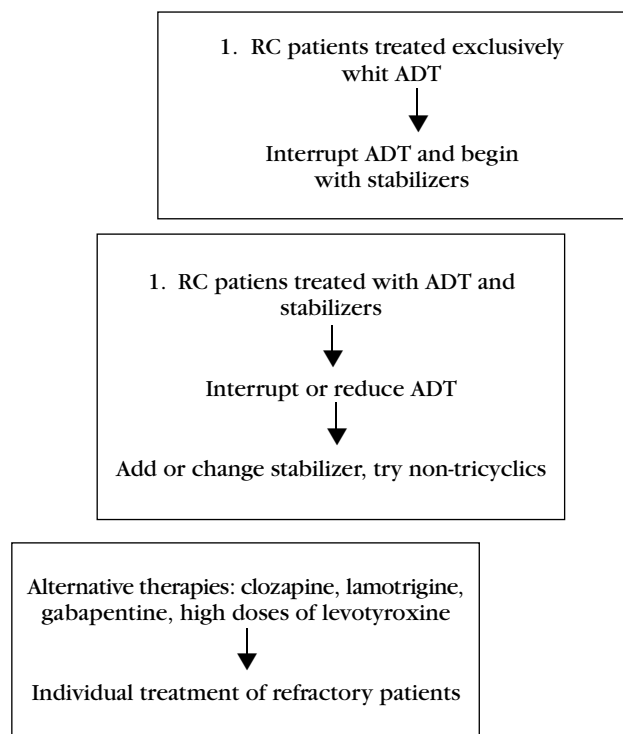 1. RC patients treated exclusively
whit ADT
Interrupt ADT and begin
with stabilizers
1. RC patiens treated with ADT and
stabilizers
Interrupt or reduce ADT
Add or change stabilizer, try non-tricyclics
Alternative therapies: clozapine, lamotrigine,
gabapentine, high doses of levotyroxine
Individual treatment of refractory patients